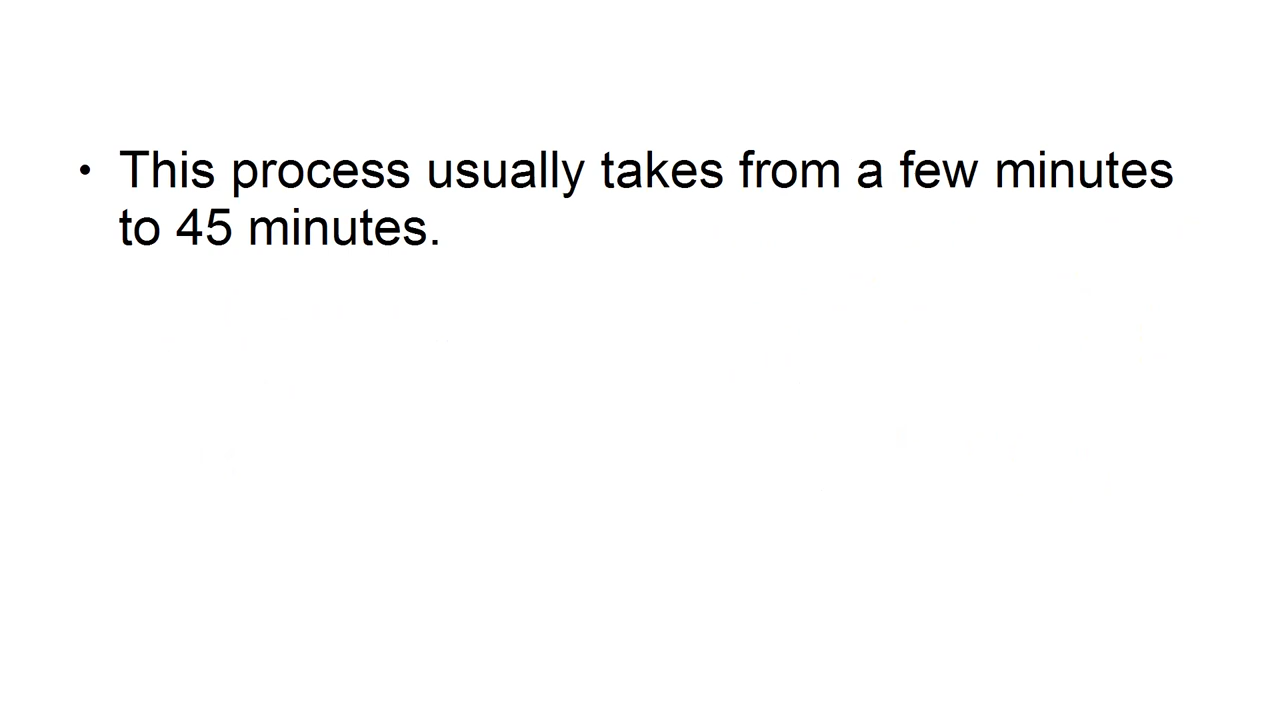 • This process usually takes from a few minutes
to 45 minutes.